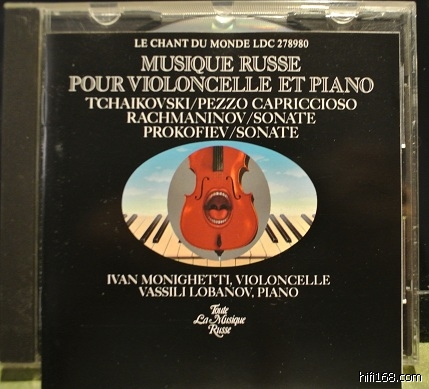 LE CHANT DU MONDE LDC 278980
MUSIQUE RUSSE
POUR VIOLONCELLE ET PIANO
TCHAIKOVSKI/PEZZO CAPRICCIOSO
RACHMANINOV/SONATE
PROKOFIEV/SONATE
IVAN MONIGHETTI, VIOLONCELLE
VASSILI LOBANOV, PIANO
Toute
La Musique
Russe
hifi168.com